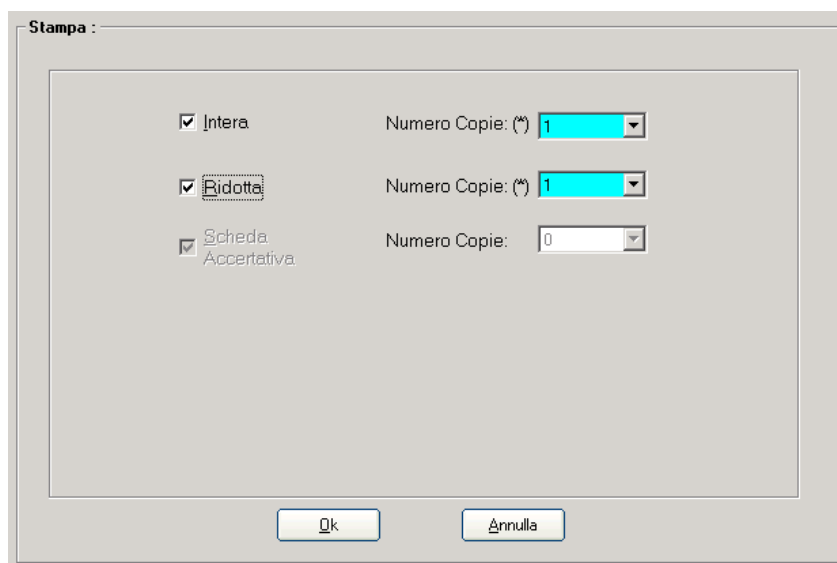 Stampa :
Intera Numero Copie: (*) 1
Ridotta Numero Copie: (*) 1
Scheda
Accertativa Numero Copie: 0
Ok Annulla